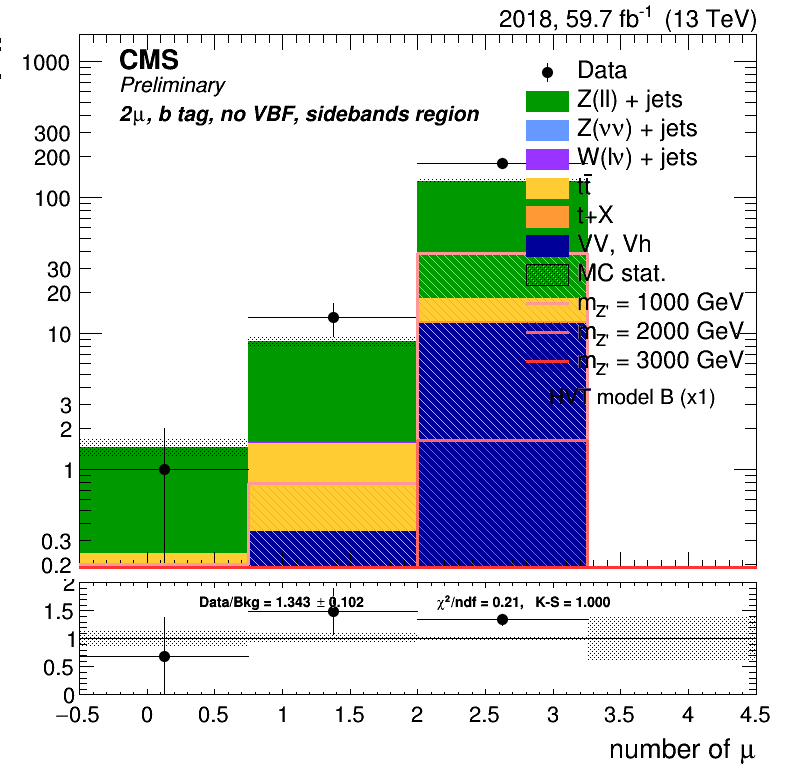 2018, 59.7 fb⁻¹ (13 TeV)
CMS
Preliminary
2μ, b tag, no VBF, sidebands region
Data
Z(ll) + jets
Z(νν) + jets
W(lν) + jets
tt̄
t+X
VV, Vh
MC stat.
m_Z' = 1000 GeV
m_Z' = 2000 GeV
m_Z' = 3000 GeV
HVT model B (x1)
1000
300
200
100
30
20
10
3
2
1
0.3
0.2
Data/Bkg = 1.343 ± 0.102 χ²/ndf = 0.21, K-S = 1.000
2
1.5
1
0.5
0
−0.5 0 0.5 1 1.5 2 2.5 3 3.5 4 4.5
number of μ